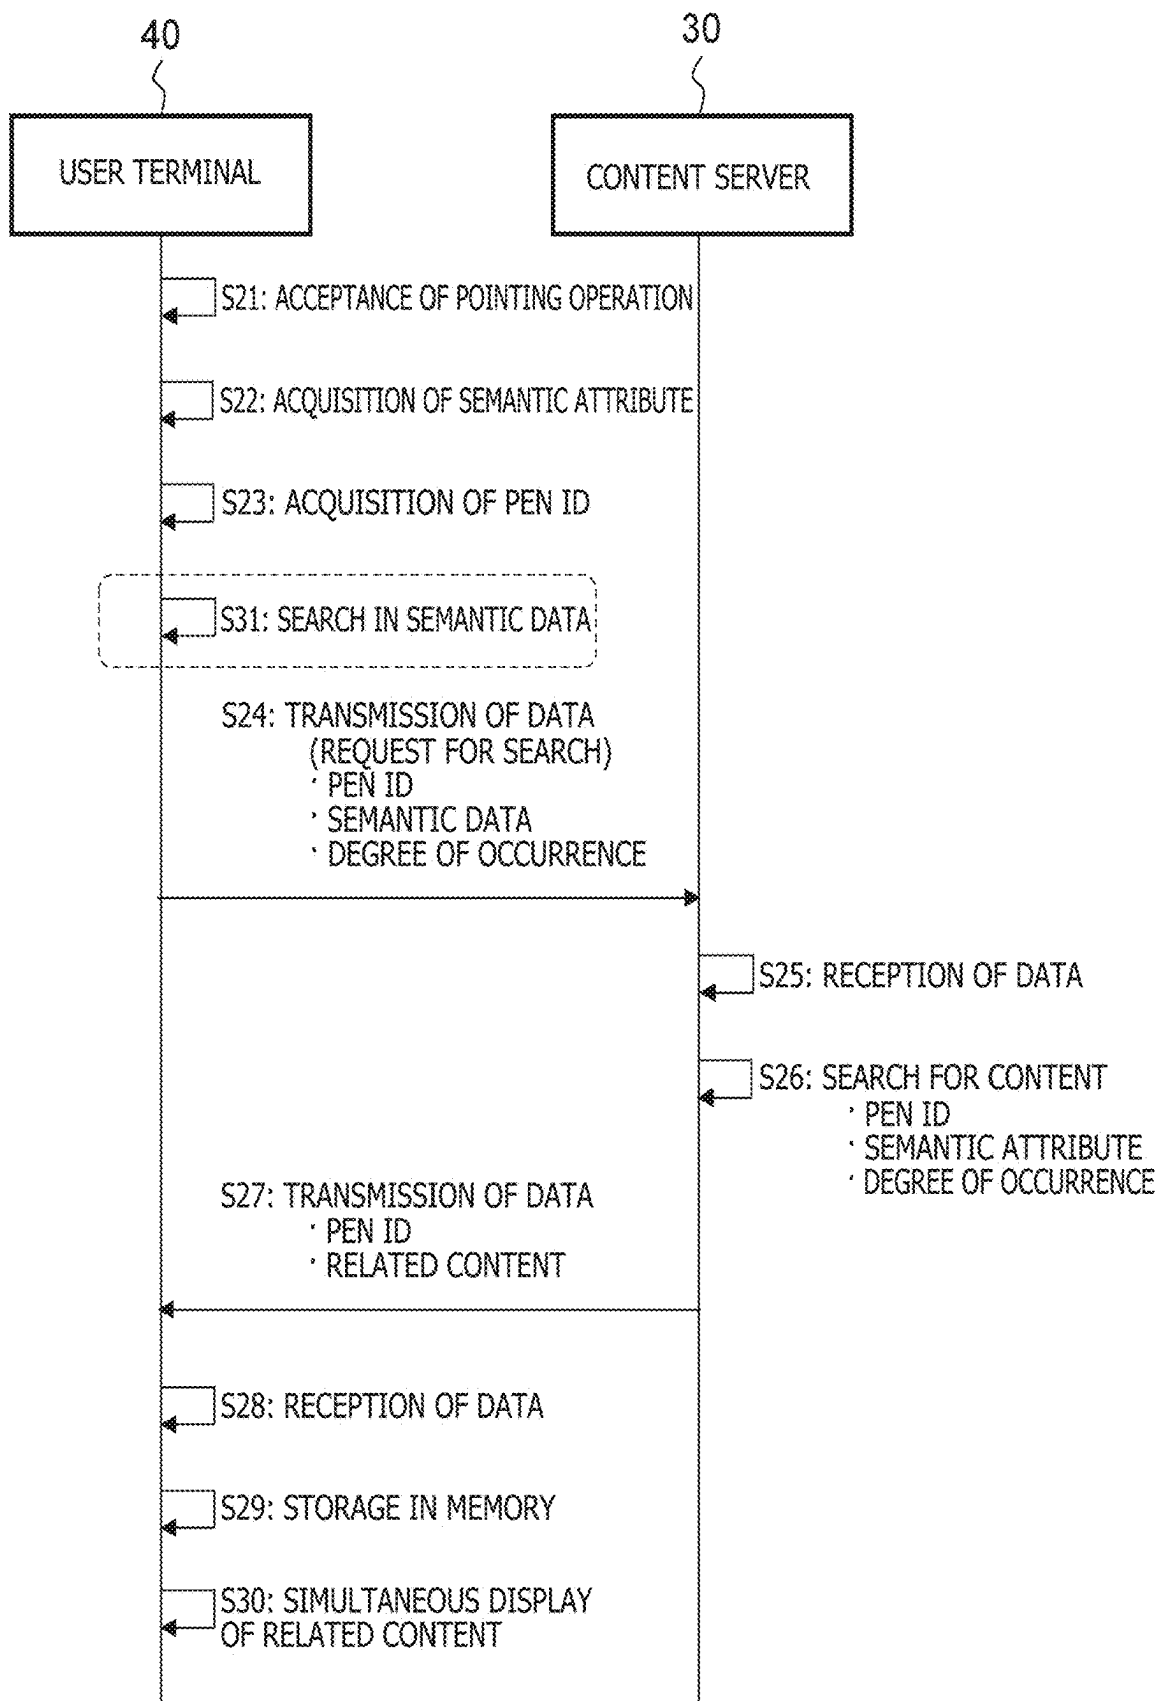 40
30
USER TERMINAL
CONTENT SERVER
S21: ACCEPTANCE OF POINTING OPERATION
S22: ACQUISITION OF SEMANTIC ATTRIBUTE
S23: ACQUISITION OF PEN ID
S31: SEARCH IN SEMANTIC DATA
S24: TRANSMISSION OF DATA
(REQUEST FOR SEARCH)
· PEN ID
· SEMANTIC DATA
· DEGREE OF OCCURRENCE
S25: RECEPTION OF DATA
S26: SEARCH FOR CONTENT
· PEN ID
· SEMANTIC ATTRIBUTE
· DEGREE OF OCCURRENCE
S27: TRANSMISSION OF DATA
· PEN ID
· RELATED CONTENT
S28: RECEPTION OF DATA
S29: STORAGE IN MEMORY
S30: SIMULTANEOUS DISPLAY
OF RELATED CONTENT